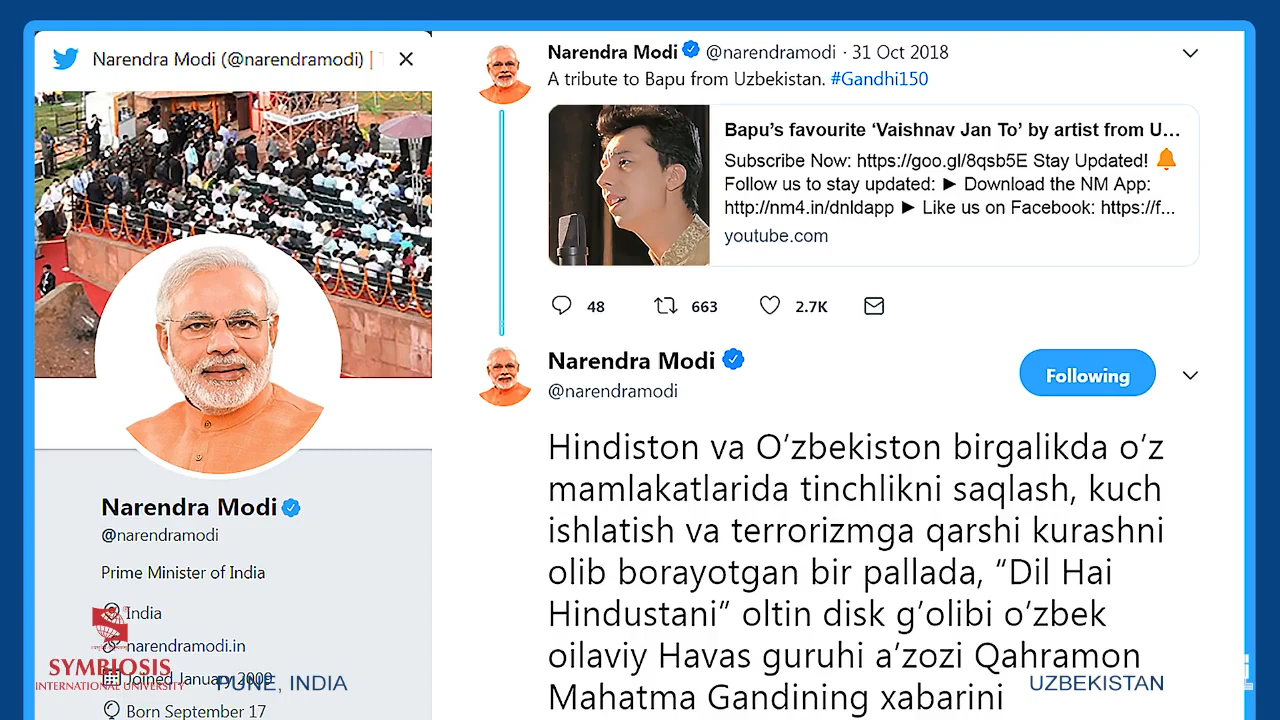 Narendra Modi (@narendramodi) |
Narendra Modi
@narendramodi
Prime Minister of India
India
narendramodi.in
Joined January 2009
Born September 17
SYMBIOSIS
INTERNATIONAL UNIVERSITY
PUNE, INDIA
Narendra Modi @narendramodi · 31 Oct 2018
A tribute to Bapu from Uzbekistan. #Gandhi150
Bapu’s favourite ‘Vaishnav Jan To’ by artist from U...
Subscribe Now: https://goo.gl/8qsb5E Stay Updated! 🔔
Follow us to stay updated: ► Download the NM App:
http://nm4.in/dnldapp ► Like us on Facebook: https://f...
youtube.com
48 663 2.7K
Narendra Modi
@narendramodi
Following
Hindiston va O‘zbekiston birgalikda o‘z
mamlakatlarida tinchlikni saqlash, kuch
ishlatish va terrorizmga qarshi kurashni
olib borayotgan bir pallada, “Dil Hai
Hindustani” oltin disk g‘olibi o‘zbek
oilaviy Havas guruhi a’zozi Qahramon
Mahatma Gandining xabarini
UZBEKISTAN